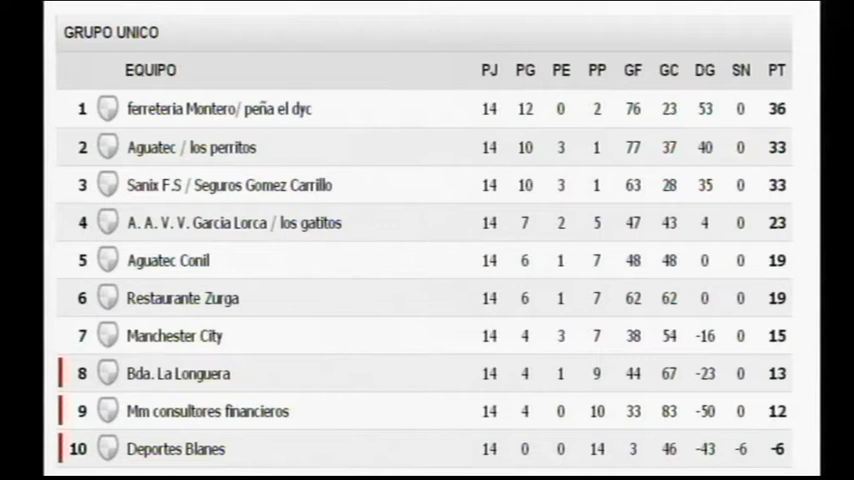 GRUPO UNICO
EQUIPO PJ PG PE PP GF GC DG SN PT
1 ferreteria Montero/ peña el dyc 14 12 0 2 76 23 53 0 36
2 Aguatec / los perritos 14 10 3 1 77 37 40 0 33
3 Sanix F.S / Seguros Gomez Carrillo 14 10 3 1 63 28 35 0 33
4 A. A. V. V. Garcia Lorca / los gatitos 14 7 2 5 47 43 4 0 23
5 Aguatec Conil 14 6 1 7 48 48 0 0 19
6 Restaurante Zurga 14 6 1 7 62 62 0 0 19
7 Manchester City 14 4 3 7 38 54 -16 0 15
8 Bda. La Longuera 14 4 1 9 44 67 -23 0 13
9 Mm consultores financieros 14 4 0 10 33 83 -50 0 12
10 Deportes Blanes 14 0 0 14 3 46 -43 -6 -6